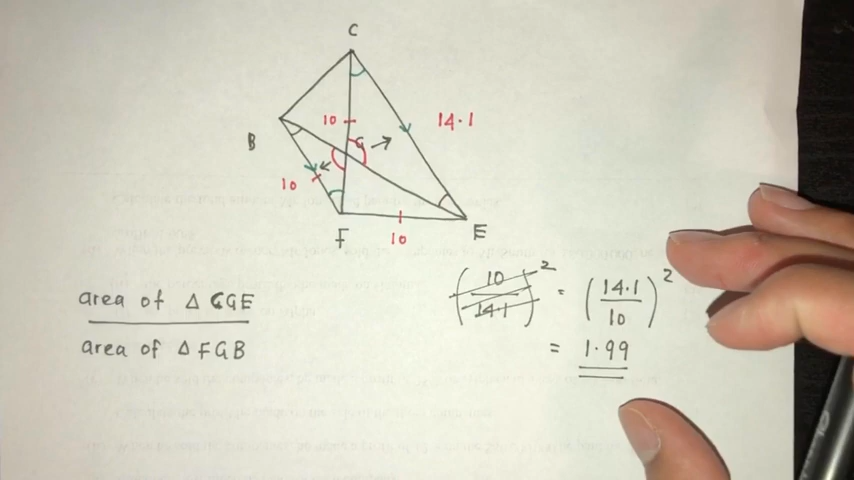 C
10
14.1
B
G
10
F
10
E
area of △ CGE
area of △ FGB
(10/14.1)² = (14.1/10)²
= 1.99